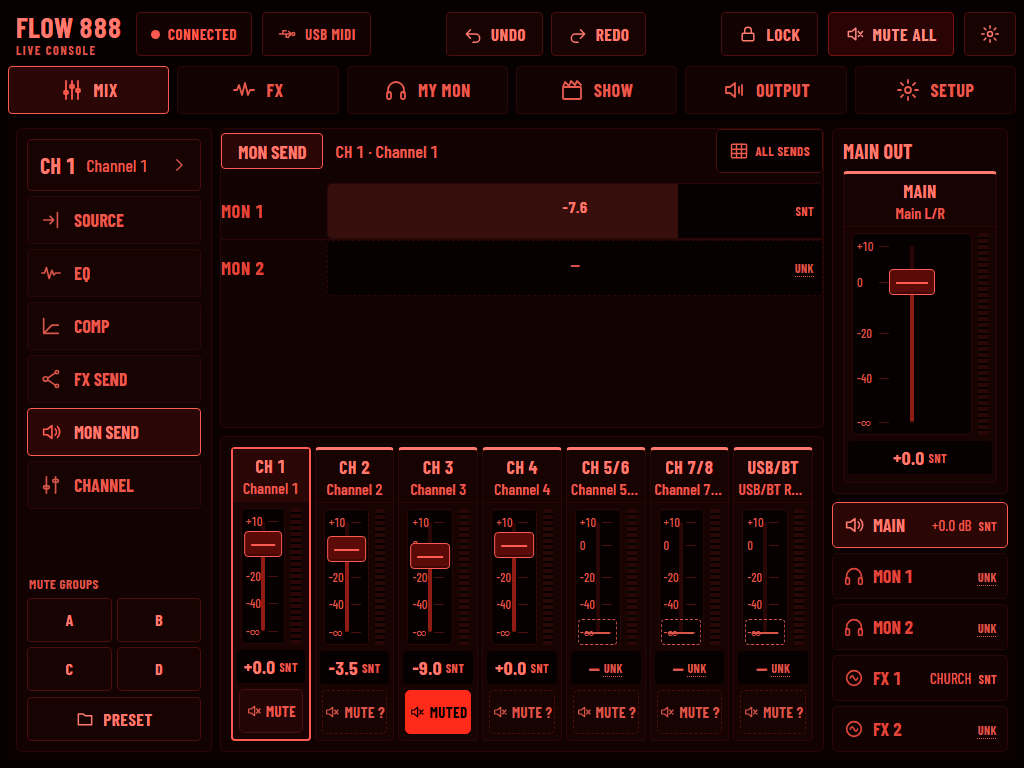 FLOW 888
LIVE CONSOLE
CONNECTED
USB MIDI
UNDO
REDO
LOCK
MUTE ALL
MIX
FX
MY MON
SHOW
OUTPUT
SETUP
CH 1 Channel 1
SOURCE
EQ
COMP
FX SEND
MON SEND
CHANNEL
MUTE GROUPS
A B
C D
PRESET
MON SEND CH 1 · Channel 1 ALL SENDS
MON 1 -7.6 SNT
MON 2 – UNK
CH 1 CH 2 CH 3 CH 4 CH 5/6 CH 7/8 USB/BT
Channel 1 Channel 2 Channel 3 Channel 4 Channel 5... Channel 7... USB/BT R...
+10 +10 +10 +10 +10 +10 +10
0 0 0 0
-20 -20 -20 -20 -20 -20 -20
-40 -40 -40 -40 -40 -40 -40
-∞ -∞ -∞ -∞ -∞ -∞ -∞
+0.0 SNT -3.5 SNT -9.0 SNT +0.0 SNT – UNK – UNK – UNK
MUTE MUTE ? MUTED MUTE ? MUTE ? MUTE ? MUTE ?
MAIN OUT
MAIN
Main L/R
+10
0
-20
-40
-∞
+0.0 SNT
MAIN +0.0 dB SNT
MON 1 UNK
MON 2 UNK
FX 1 CHURCH SNT
FX 2 UNK